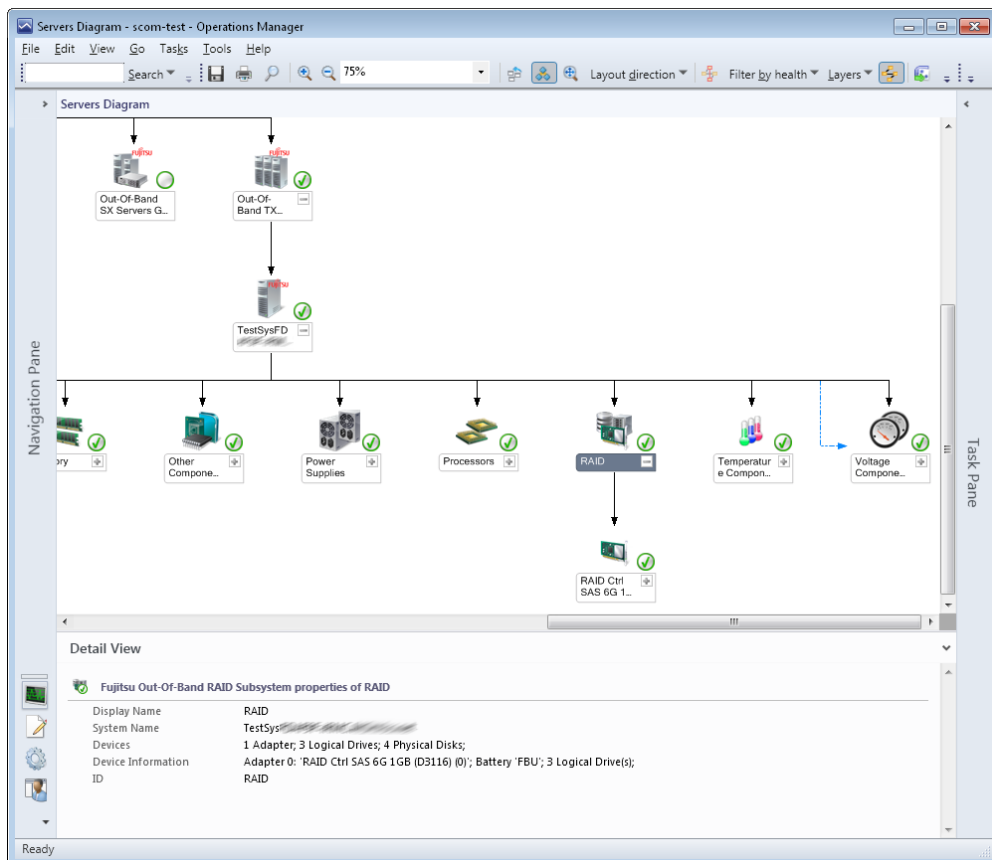 Servers Diagram - scom-test - Operations Manager
File Edit View Go Tasks Tools Help
Search 75% Layout direction Filter by health Layers
Servers Diagram
FUJITSU FUJITSU
Out-Of-Band SX Servers G... Out-Of-Band TX...
FUJITSU
TestSysFD
Navigation Pane
Task Pane
ory Other Compone... Power Supplies Processors RAID Temperature Compon... Voltage Compone...
RAID Ctrl SAS 6G 1...
Detail View
Fujitsu Out-Of-Band RAID Subsystem properties of RAID
Display Name RAID
System Name TestSys
Devices 1 Adapter; 3 Logical Drives; 4 Physical Disks;
Device Information Adapter 0: 'RAID Ctrl SAS 6G 1GB (D3116) (0)'; Battery 'FBU'; 3 Logical Drive(s);
ID RAID
Ready